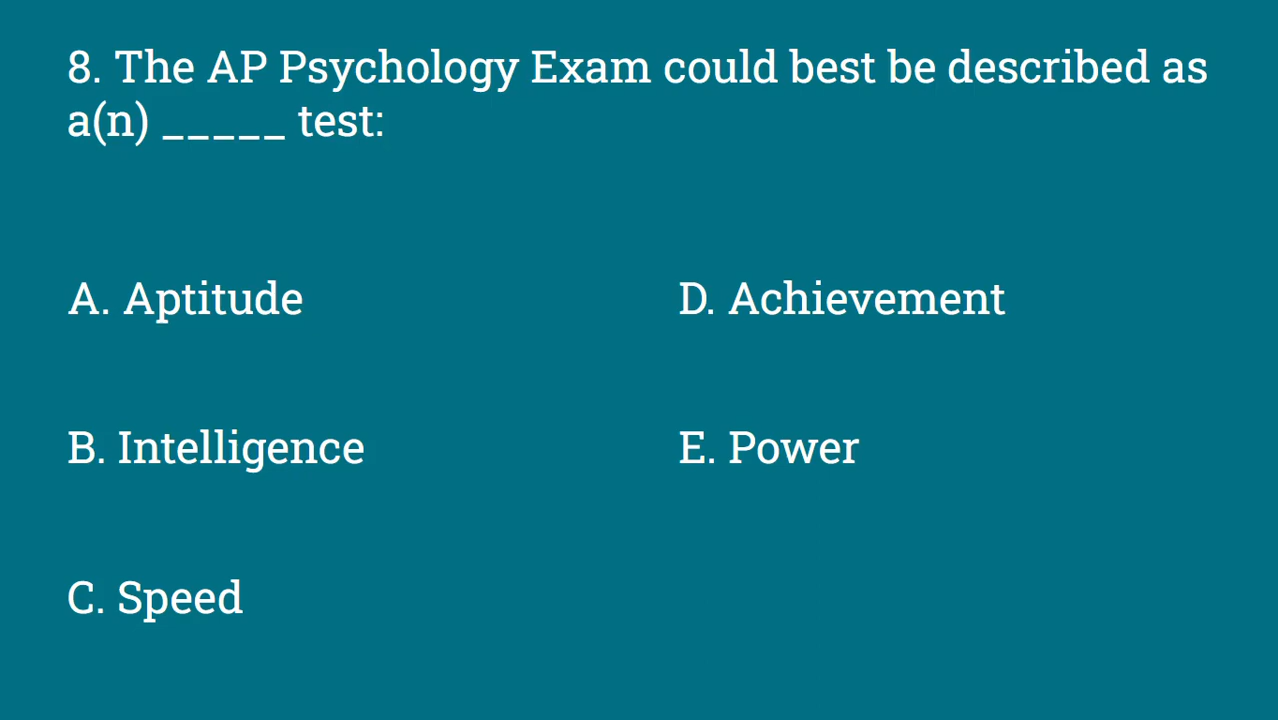 8. The AP Psychology Exam could best be described as
a(n) _____ test:
A. Aptitude
B. Intelligence
C. Speed
D. Achievement
E. Power